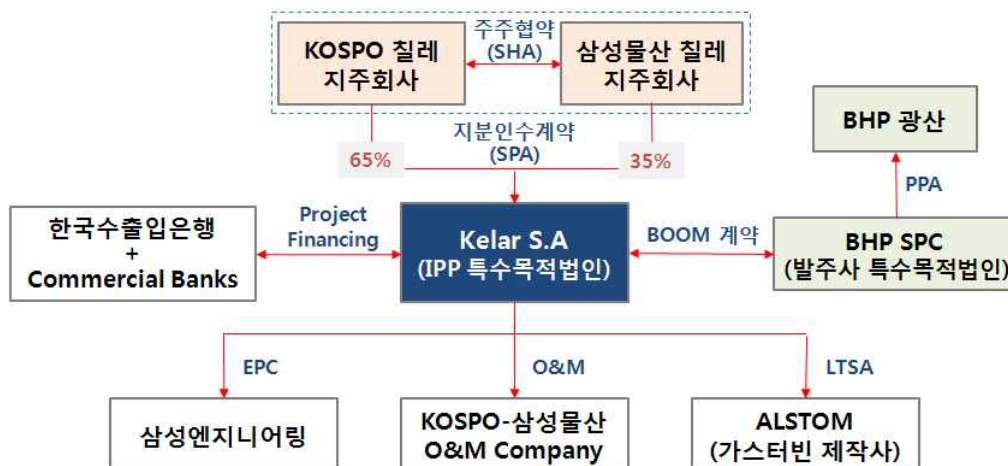 KOSPO 칠레
지주회사
주주협약
(SHA)
삼성물산 칠레
지주회사
65%
지분인수계약
(SPA)
35%
BHP 광산
PPA
한국수출입은행
+
Commercial Banks
Project
Financing
Kelar S.A
(IPP 특수목적법인)
BOOM 계약
BHP SPC
(발주사 특수목적법인)
EPC
O&M
LTSA
삼성엔지니어링
KOSPO-삼성물산
O&M Company
ALSTOM
(가스터빈 제작사)